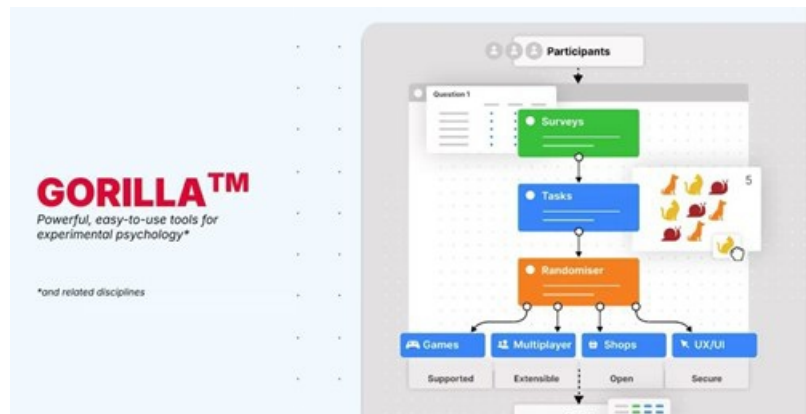 GORILLA™
Powerful, easy-to-use tools for
experimental psychology*
*and related disciplines
Participants
Question 1
Surveys
Tasks
5
Randomiser
Games
Multiplayer
Shops
UX/UI
Supported
Extensible
Open
Secure